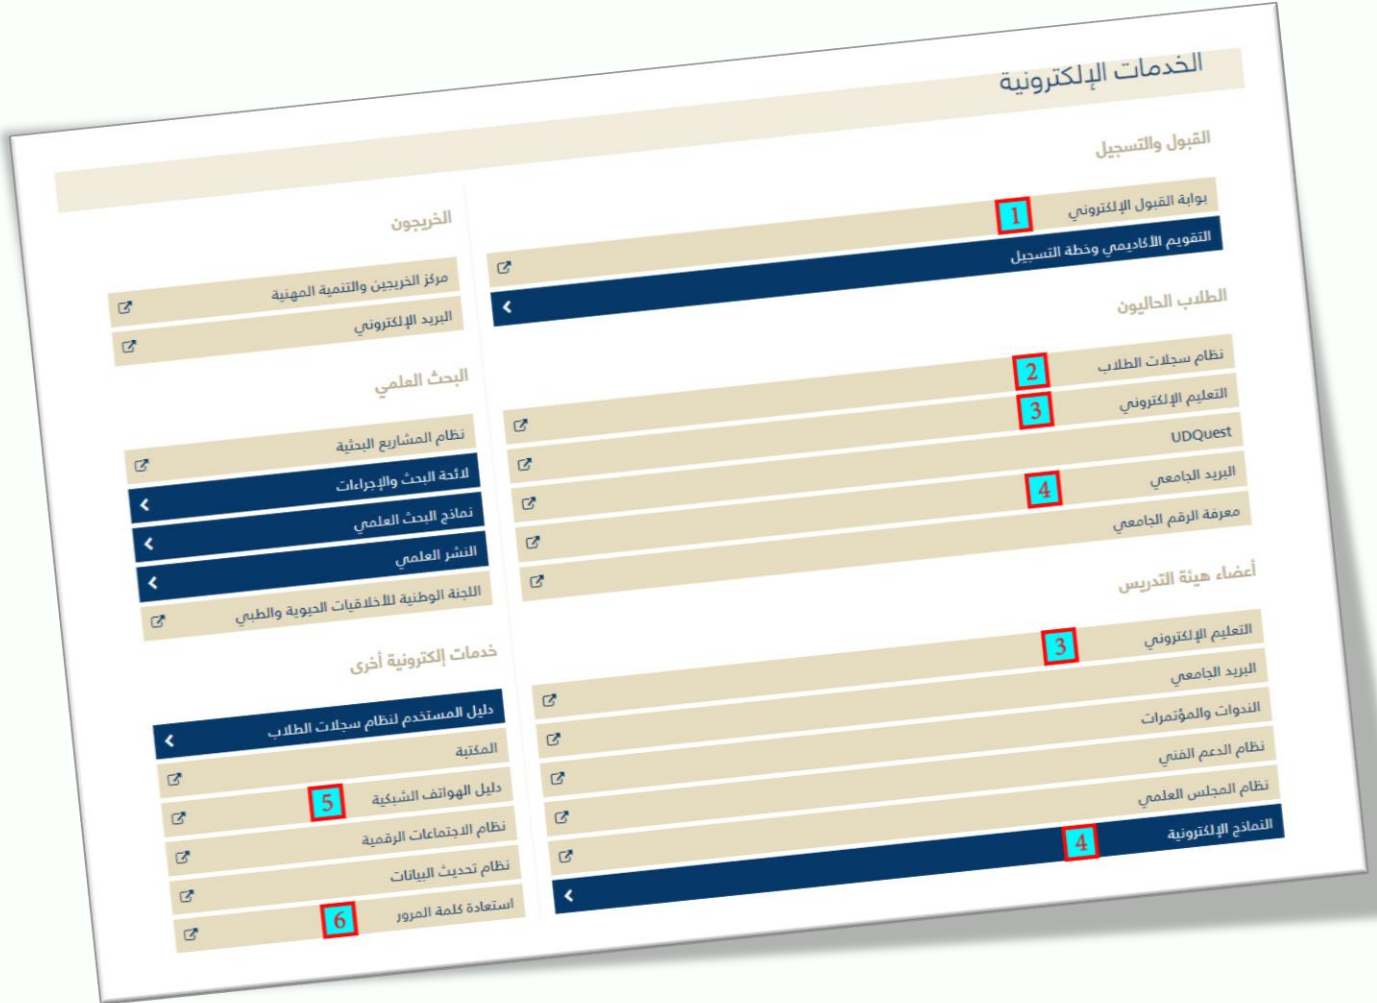 الخدمات الإلكترونية
القبول والتسجيل
بوابة القبول الإلكتروني 1
التقويم الأكاديمي وخطة التسجيل
الطلاب الحاليون
نظام سجلات الطلاب 2
التعليم الإلكتروني 3
UDQuest
البريد الجامعي 4
معرفة الرقم الجامعي
أعضاء هيئة التدريس
التعليم الإلكتروني 3
البريد الجامعي
الندوات والمؤتمرات
نظام الدعم الفني
نظام المجلس العلمي
النماذج الإلكترونية 4
الخريجون
مركز الخريجين والتنمية المهنية
البريد الإلكتروني
البحث العلمي
نظام المشاريع البحثية
لائحة البحث والإجراءات
نماذج البحث العلمي
النشر العلمي
اللجنة الوطنية للأخلاقيات الحيوية والطبي
خدمات إلكترونية أخرى
دليل المستخدم لنظام سجلات الطلاب
المكتبة
دليل الهواتف الشبكية 5
نظام الاجتماعات الرقمية
نظام تحديث البيانات
استعادة كلمة المرور 6